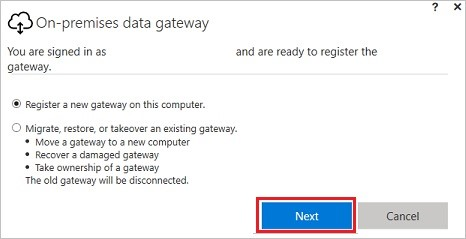 ? ×
On-premises data gateway
You are signed in as and are ready to register the
gateway.
Register a new gateway on this computer.
Migrate, restore, or takeover an existing gateway.
• Move a gateway to a new computer
• Recover a damaged gateway
• Take ownership of a gateway
The old gateway will be disconnected.
Next Cancel